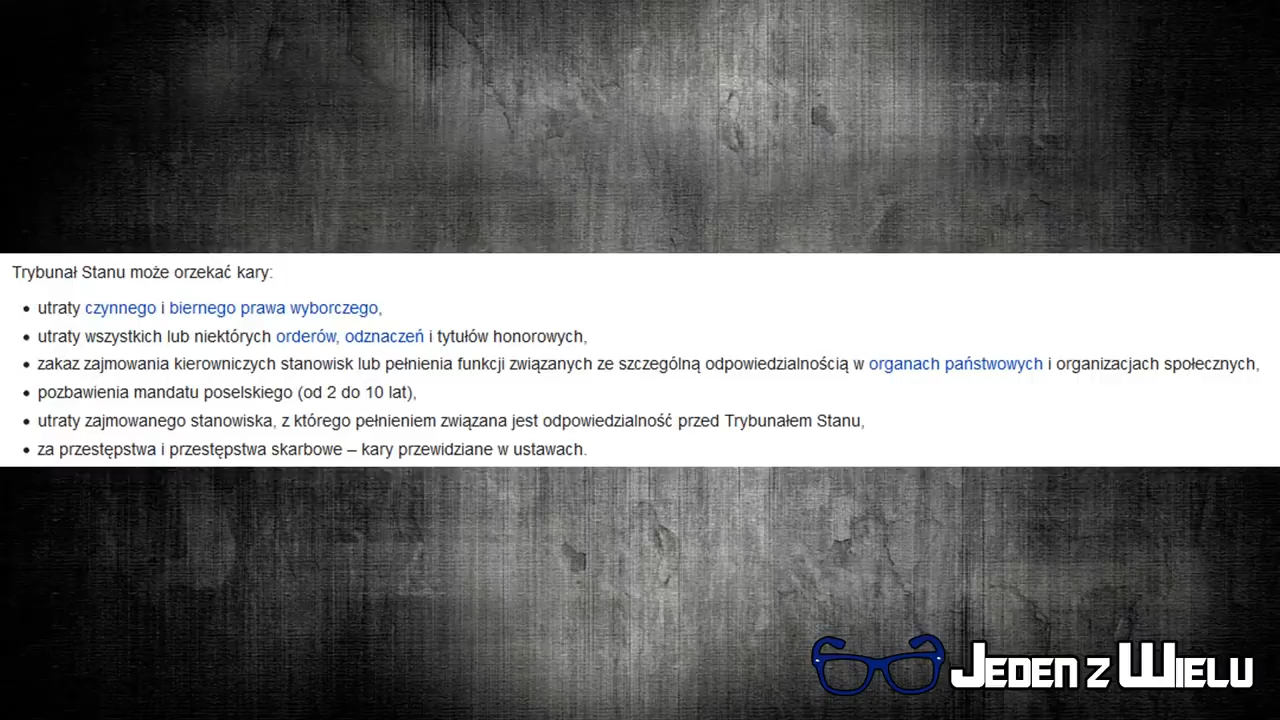 Trybunał Stanu może orzekać kary:
• utraty czynnego i biernego prawa wyborczego,
• utraty wszystkich lub niektórych orderów, odznaczeń i tytułów honorowych,
• zakaz zajmowania kierowniczych stanowisk lub pełnienia funkcji związanych ze szczególną odpowiedzialnością w organach państwowych i organizacjach społecznych,
• pozbawienia mandatu poselskiego (od 2 do 10 lat),
• utraty zajmowanego stanowiska, z którego pełnieniem związana jest odpowiedzialność przed Trybunałem Stanu,
• za przestępstwa i przestępstwa skarbowe – kary przewidziane w ustawach.
Jeden z Wielu